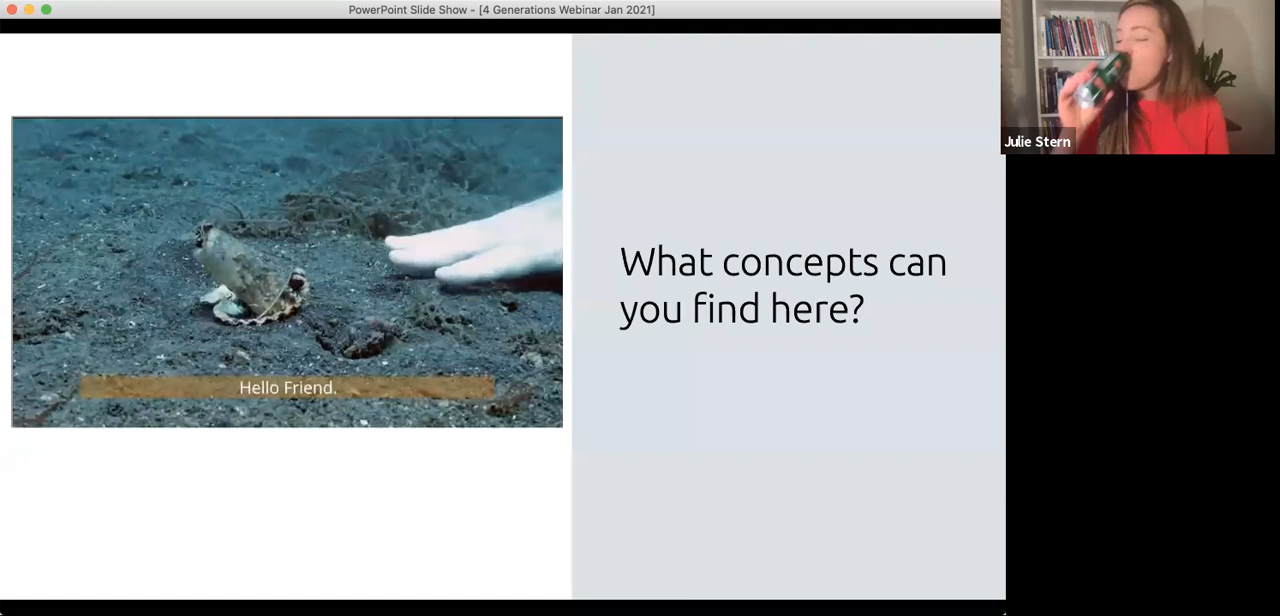 PowerPoint Slide Show - [4 Generations Webinar Jan 2021]
Julie Stern
What concepts can
you find here?
Hello Friend.